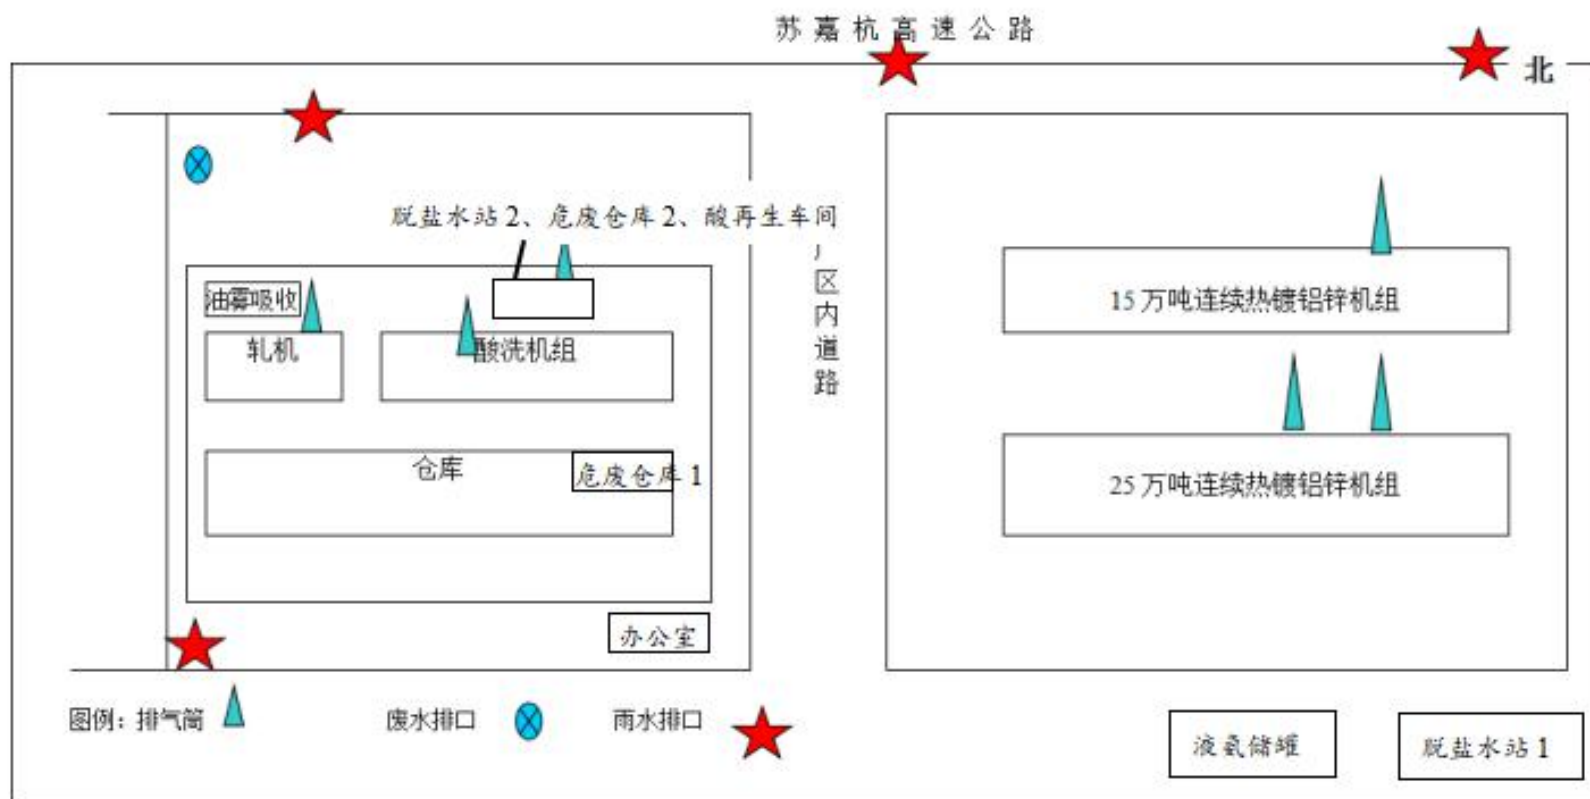 苏嘉杭高速公路
北
脱盐水站2、危废仓库2、酸再生车间
区内道路
油雾吸收
轧机
酸洗机组
仓库
危废仓库1
办公室
15万吨连续热镀铝锌机组
25万吨连续热镀铝锌机组
图例：排气筒
废水排口
雨水排口
液氨储罐
脱盐水站1